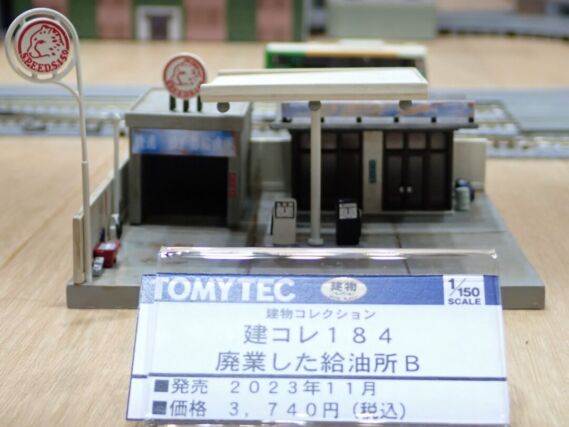 SPEEDS459
TOMYTEC
建物
1/150
SCALE
建物コレクション
建コレ184
廃業した給油所B
■発売 2023年11月
■価格 3,740円(税込)